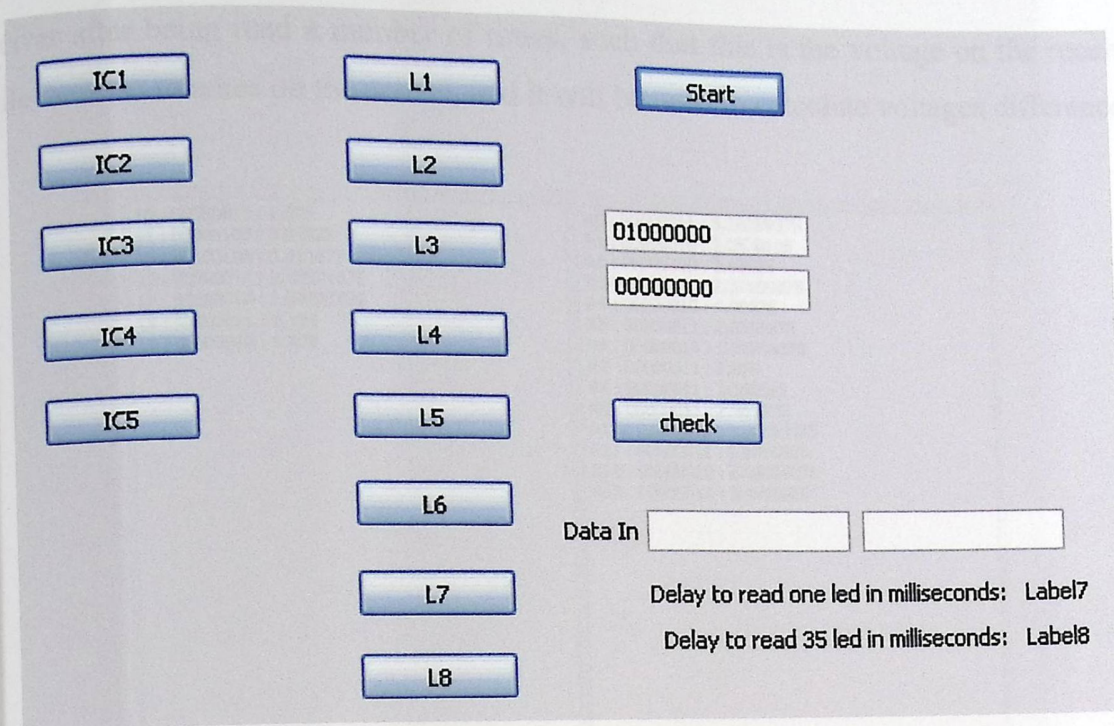 IC1 L1 Start
IC2 L2
IC3 L3 01000000
00000000
IC4 L4
IC5 L5 check
L6
Data In
L7 Delay to read one led in milliseconds: Label7
Delay to read 35 led in milliseconds: Label8
L8